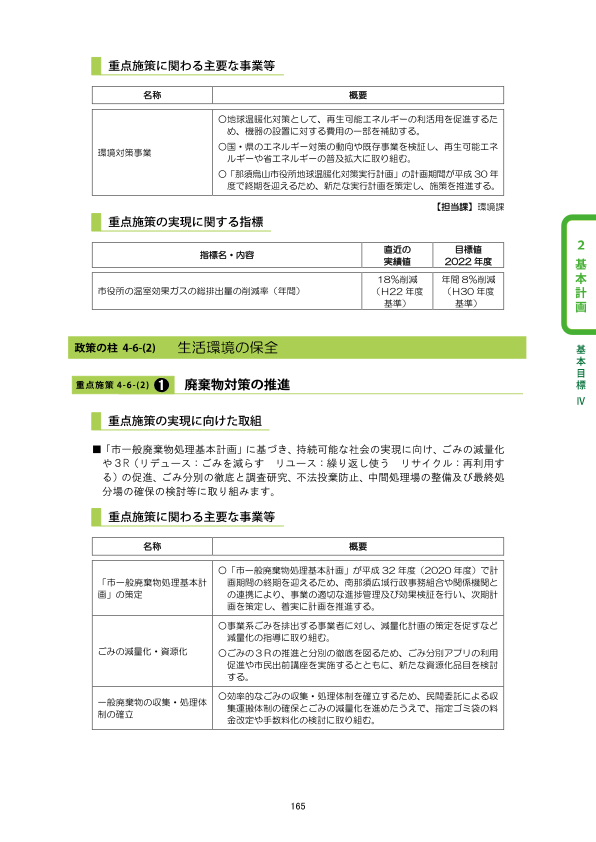 重点施策に関わる主要な事業等
名称
概要
環境対策事業
〇地球温暖化対策として、再生可能エネルギーの利活用を促進するた
め、機器の設置に対する費用の一部を補助する。
〇国・県のエネルギー対策の動向や既存事業を検証し、再生可能エネ
ルギーや省エネルギーの普及拡大に取り組む。
〇「那須烏山市役所地球温暖化対策実行計画」の計画期間が平成 30 年
度で終期を迎えるため、新たな実行計画を策定し、施策を推進する。
【担当課】環境課
重点施策の実現に関する指標
指標名・内容
直近の
実績値
目標値
2022 年度
市役所の温室効果ガスの総排出量の削減率（年間）
18％削減
（H22 年度
基準）
年間 8％削減
（H30 年度
基準）
政策の柱 4-6-(2) 生活環境の保全
重点施策 4-6-(2) ❶ 廃棄物対策の推進
重点施策の実現に向けた取組
■「市一般廃棄物処理基本計画」に基づき、持続可能な社会の実現に向け、ごみの減量化
や３R（リデュース：ごみを減らす　リユース：繰り返し使う　リサイクル：再利用す
る）の促進、ごみ分別の徹底と調査研究、不法投棄防止、中間処理場の整備及び最終処
分場の確保の検討等に取り組みます。
重点施策に関わる主要な事業等
名称
概要
「市一般廃棄物処理基本計
画」の策定
〇「市一般廃棄物処理基本計画」が平成 32 年度（2020 年度）で計
画期間の終期を迎えるため、南那須広域行政事務組合や関係機関と
の連携により、事業の適切な進捗管理及び効果検証を行い、次期計
画を策定し、着実に計画を推進する。
ごみの減量化・資源化
〇事業系ごみを排出する事業者に対し、減量化計画の策定を促すなど
減量化の指導に取り組む。
〇ごみの３Rの推進と分別の徹底を図るため、ごみ分別アプリの利用
促進や市民出前講座を実施するとともに、新たな資源化品目を検討
する。
一般廃棄物の収集・処理体
制の確立
〇効率的なごみの収集・処理体制を確立するため、民間委託による収
集運搬体制の確保とごみの減量化を進めたうえで、指定ゴミ袋の料
金改定や手数料化の検討に取り組む。
2
基本計画
基本目標
Ⅳ
165